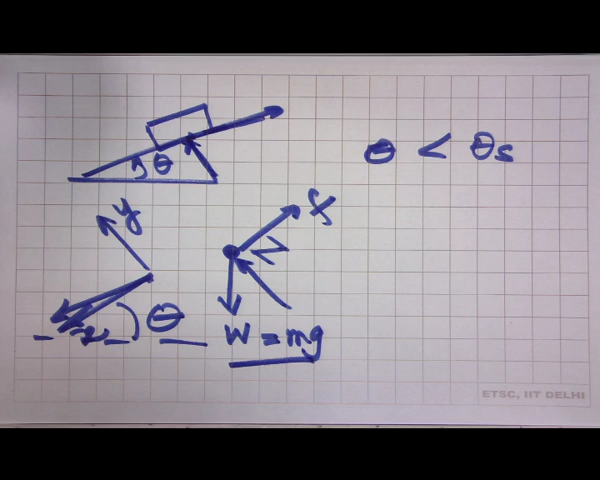 θ
θ < θs
y
f
N
x
θ
W = mg
ETSC, IIT DELHI